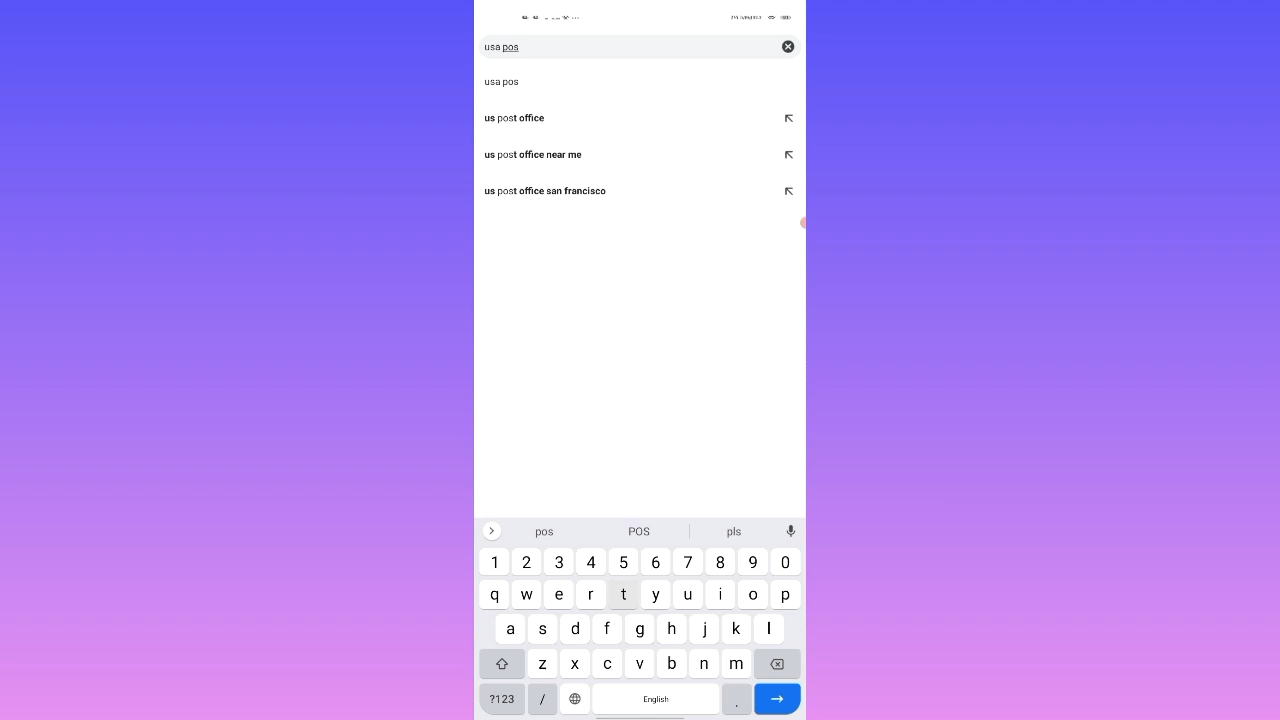 usa pos
usa pos
us post office
us post office near me
us post office san francisco
pos POS pls
1 2 3 4 5 6 7 8 9 0
q w e r t y u i o p
a s d f g h j k l
z x c v b n m
?123 / English .